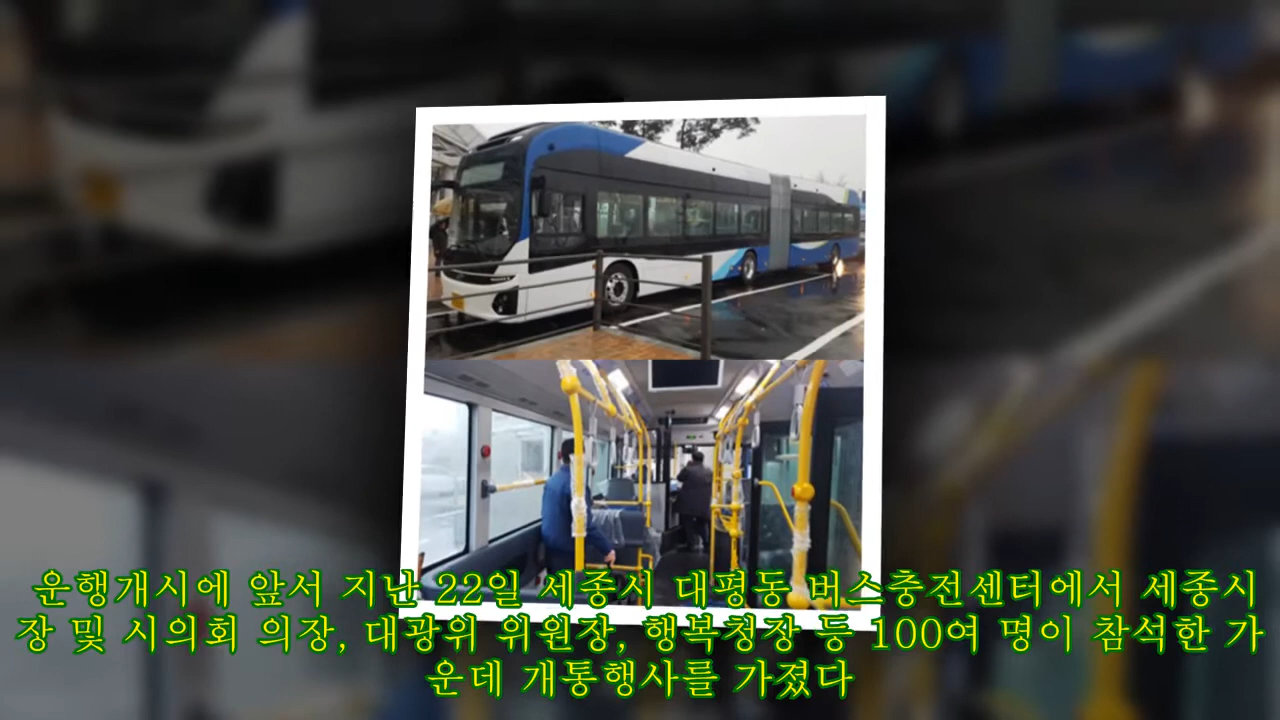 운행개시에 앞서 지난 22일 세종시 대평동 버스충전센터에서 세종시
장 및 시의회 의장, 대광위 위원장, 행복청장 등 100여 명이 참석한 가
운데 개통행사를 가졌다